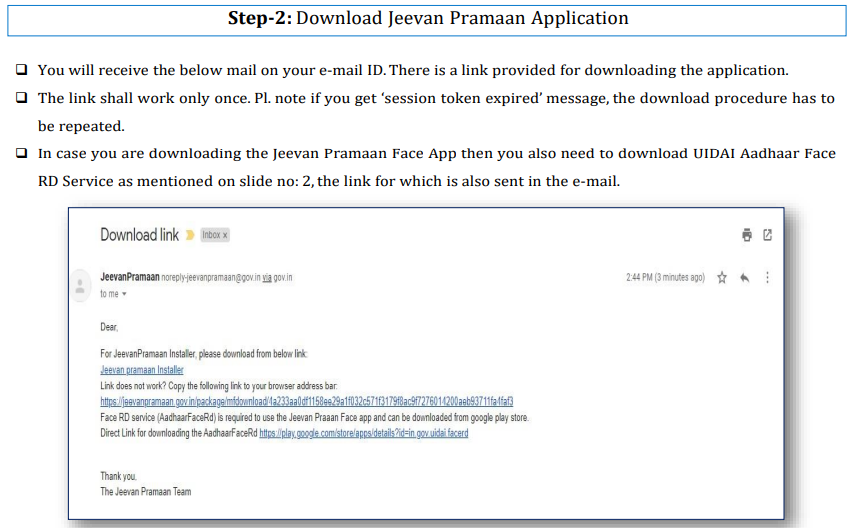 Step-2: Download Jeevan Pramaan Application
You will receive the below mail on your e-mail ID. There is a link provided for downloading the application.
The link shall work only once. Pl. note if you get ‘session token expired’ message, the download procedure has to
be repeated.
In case you are downloading the Jeevan Pramaan Face App then you also need to download UIDAI Aadhaar Face
RD Service as mentioned on slide no: 2, the link for which is also sent in the e-mail.
Download link Inbox x
JeevanPramaan noreply-jeevanpramaan@gov.in via gov.in 2:44 PM (3 minutes ago)
to me
Dear,
For JeevanPramaan Installer, please download from below link:
Jeevan pramaan Installer
Link does not work? Copy the following link to your browser address bar:
https://jeevanpramaan.gov.in/package/mfdownload/4a233aa0df1158ee29a1f032c571f3179f8ac9f7276014200aeb93711fa4faf3
Face RD service (AadhaarFaceRd) is required to use the Jeevan Praaan Face app and can be downloaded from google play store.
Direct Link for downloading the AadhaarFaceRd https://play.google.com/store/apps/details?id=in.gov.uidai.facerd
Thank you,
The Jeevan Pramaan Team